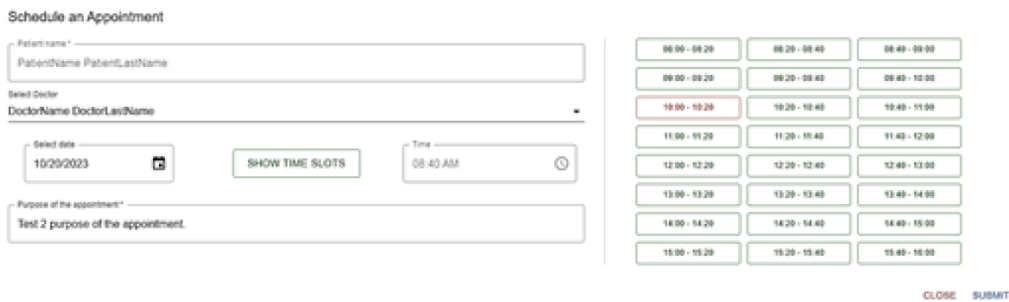 Schedule an Appointment
Patient name *
PatientName PatientLastName
Select Doctor
DoctorName DoctorLastName
Select date
10/20/2023
SHOW TIME SLOTS
Time
08:40 AM
Purpose of the appointment *
Test 2 purpose of the appointment.
08:00 - 08:20 08:20 - 08:40 08:40 - 09:00
09:00 - 09:20 09:20 - 09:40 09:40 - 10:00
10:00 - 10:20 10:20 - 10:40 10:40 - 11:00
11:00 - 11:20 11:20 - 11:40 11:40 - 12:00
12:00 - 12:20 12:20 - 12:40 12:40 - 13:00
13:00 - 13:20 13:20 - 13:40 13:40 - 14:00
14:00 - 14:20 14:20 - 14:40 14:40 - 15:00
15:00 - 15:20 15:20 - 15:40 15:40 - 16:00
CLOSE SUBMIT